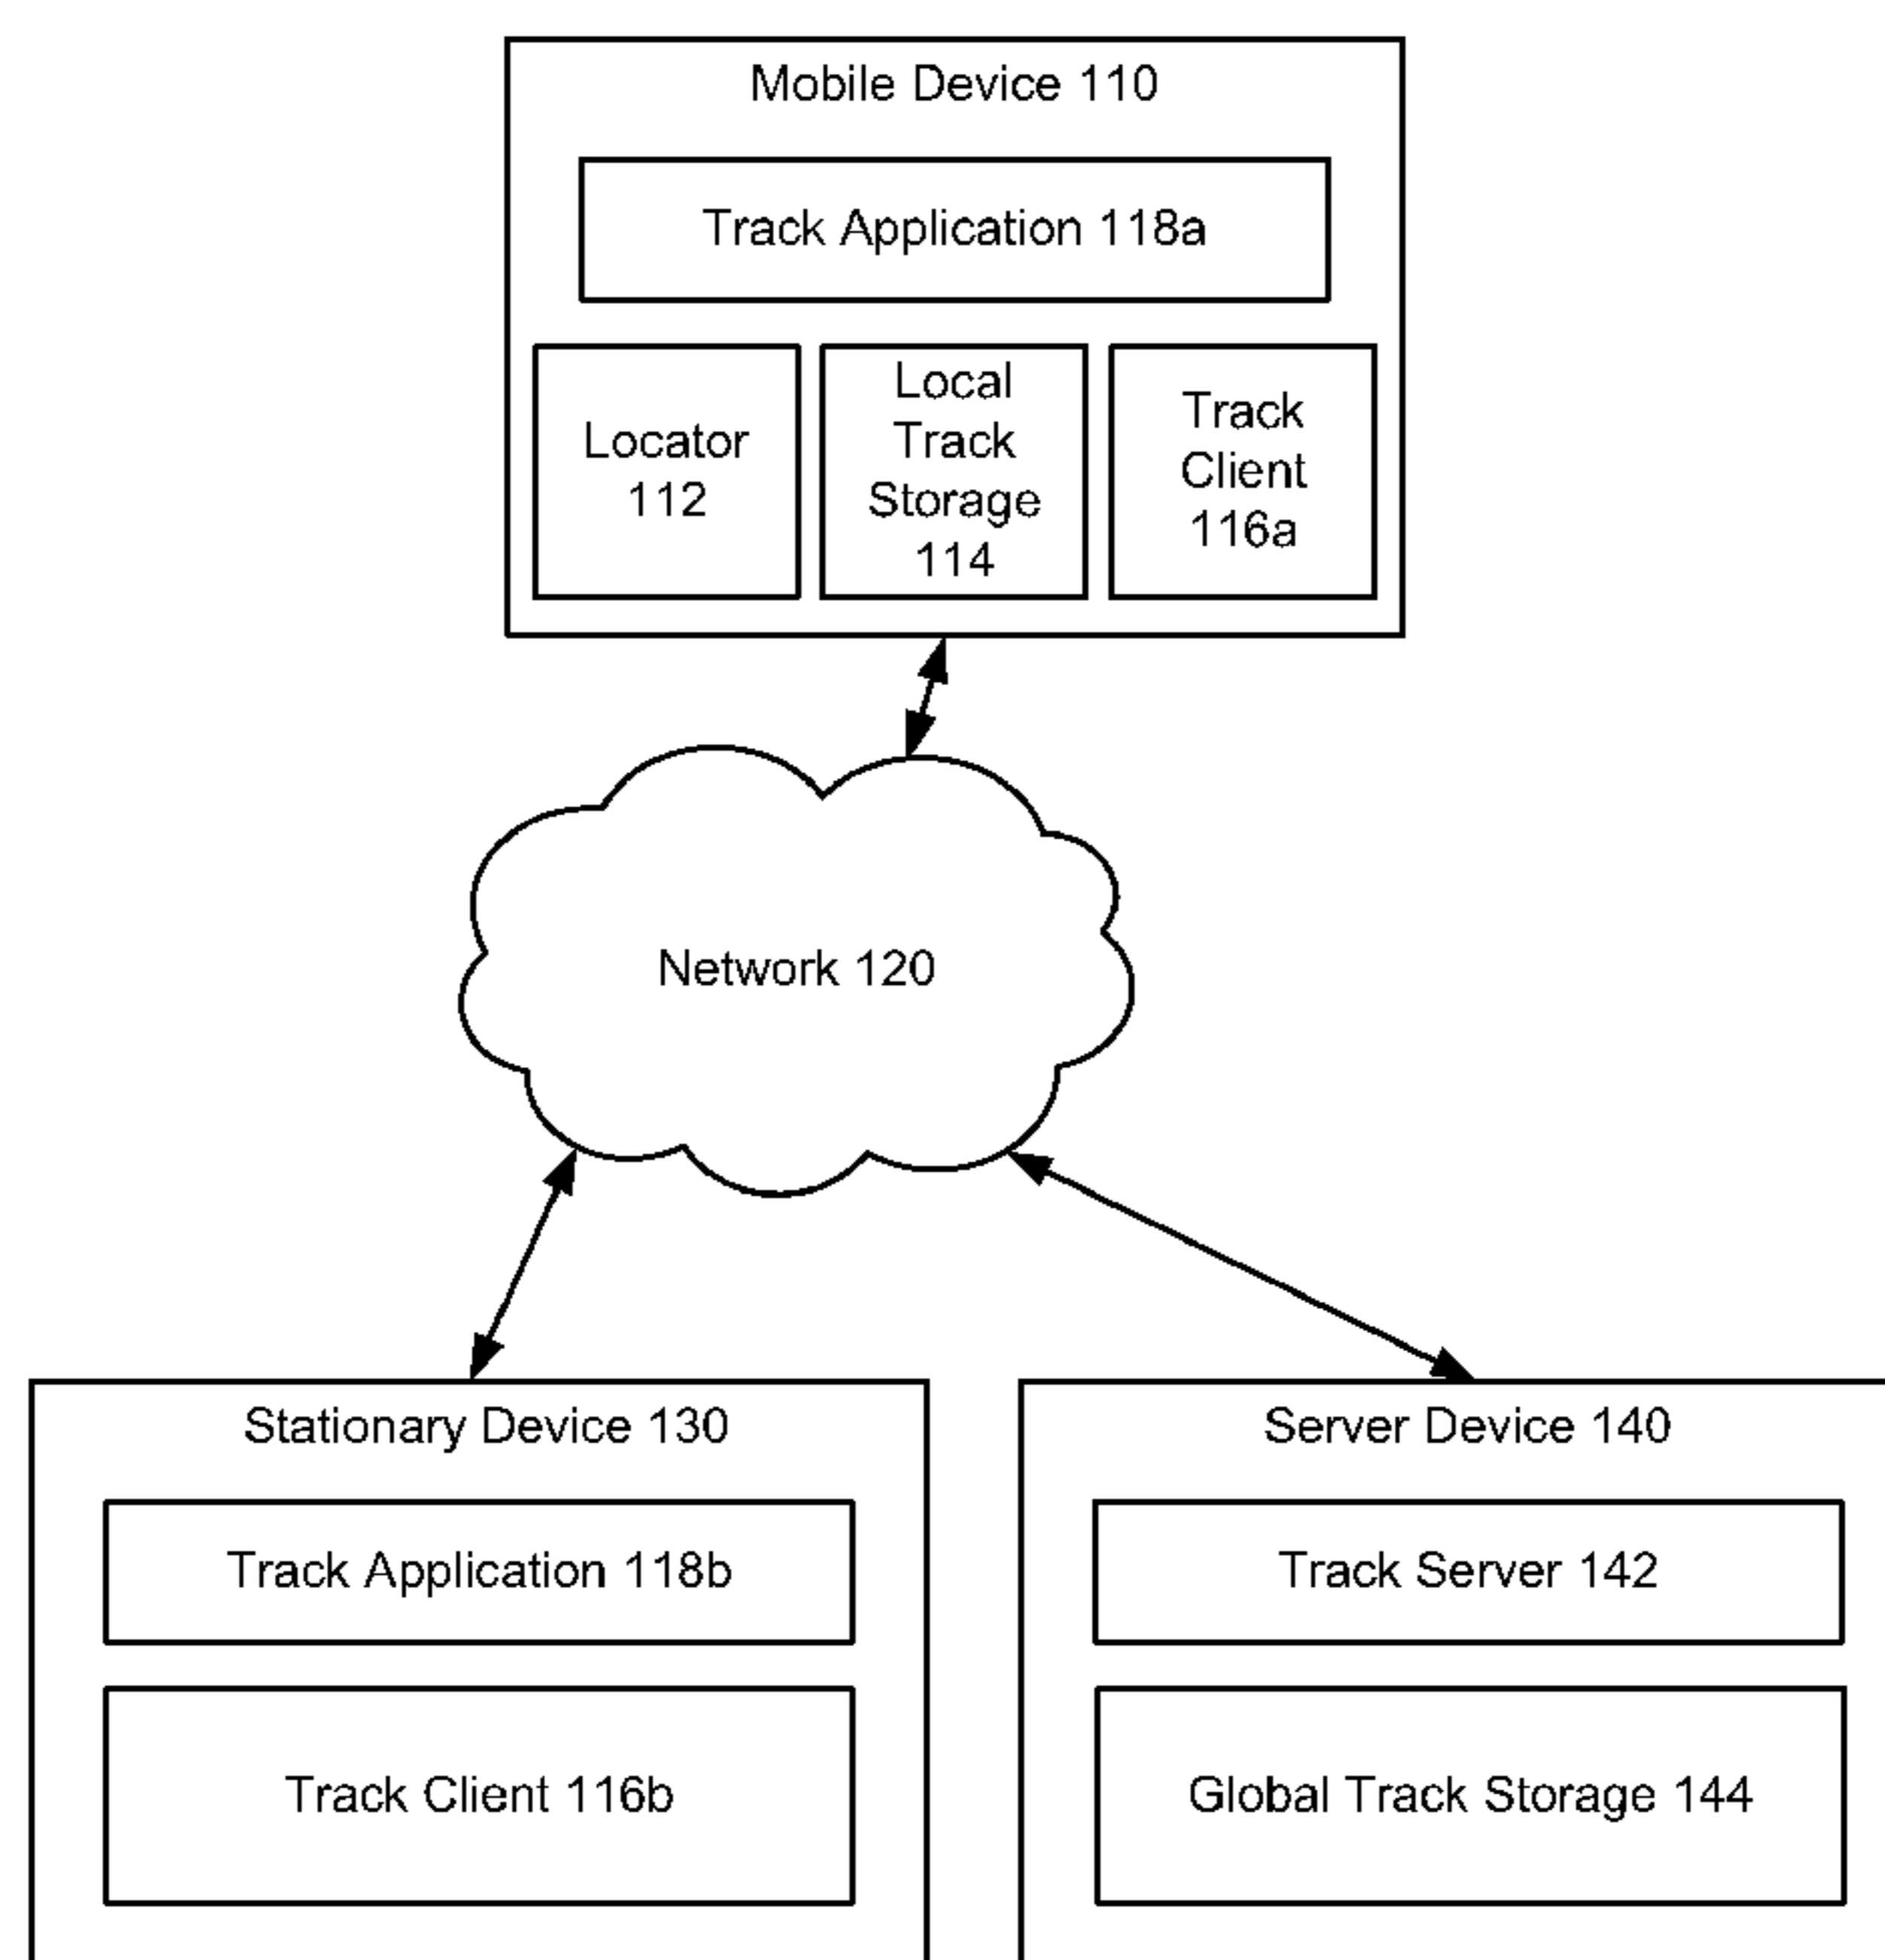 Mobile Device 110
Track Application 118a
Locator
112
Local
Track
Storage
114
Track
Client
116a
Network 120
Stationary Device 130
Track Application 118b
Track Client 116b
Server Device 140
Track Server 142
Global Track Storage 144